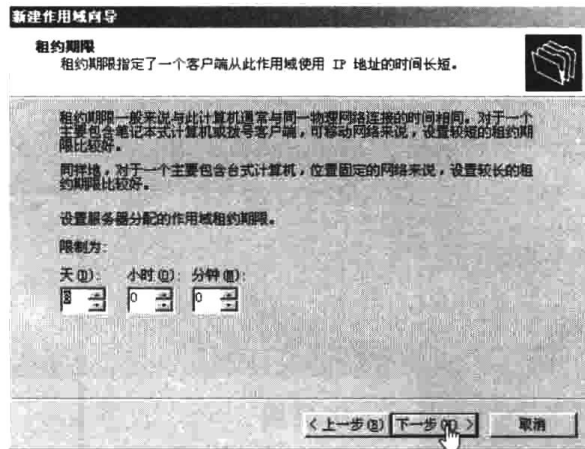 新建作用域向导
租约期限
租约期限指定了一个客户端从此作用域使用 IP 地址的时间长短。
租约期限一般来说与此计算机通常与同一物理网络连接的时间相同。对于一个
主要包含笔记本式计算机或拨号客户端，可移动网络来说，设置较短的租约期
限比较好。
同样地，对于一个主要包含台式计算机，位置固定的网络来说，设置较长的租
约期限比较好。
设置服务器分配的作用域租约期限。
限制为:
天(D): 小时(O): 分钟(M):
8 0 0
< 上一步(B) 下一步(N) > 取消